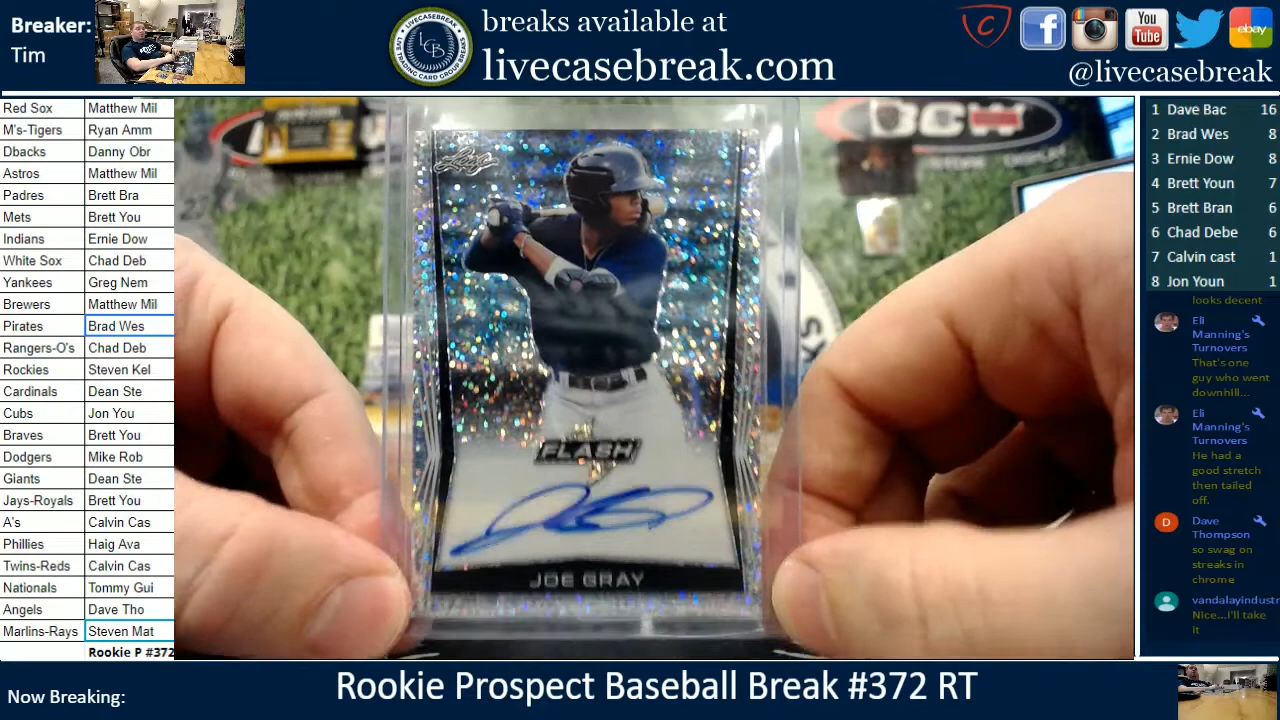 Breaker:
Tim
breaks available at
livecasebreak.com
LCB
You
Tube
ebay
@livecasebreak
Red Sox Matthew Mil
M's-Tigers Ryan Amm
Dbacks Danny Obr
Astros Matthew Mil
Padres Brett Bra
Mets Brett You
Indians Ernie Dow
White Sox Chad Deb
Yankees Greg Nem
Brewers Matthew Mil
Pirates Brad Wes
Rangers-O's Chad Deb
Rockies Steven Kel
Cardinals Dean Ste
Cubs Jon You
Braves Brett You
Dodgers Mike Rob
Giants Dean Ste
Jays-Royals Brett You
A's Calvin Cas
Phillies Haig Ava
Twins-Reds Calvin Cas
Nationals Tommy Gui
Angels Dave Tho
Marlins-Rays Steven Mat
Rookie P #372
BCW
Leaf
FLASH
JOE GRAY
1 Dave Bac 16
2 Brad Wes 8
3 Ernie Dow 8
4 Brett Youn 7
5 Brett Bran 6
6 Chad Debe 6
7 Calvin cast 1
8 Jon Youn 1
looks decent
Eli
Manning's
Turnovers
That's one
guy who went
downhill...
Eli
Manning's
Turnovers
He had a
good stretch
then tailed
off.
D
Dave
Thompson
so swag on
streaks in
chrome
vandalayindustr
Nice...I'll take
it
Now Breaking:
Rookie Prospect Baseball Break #372 RT